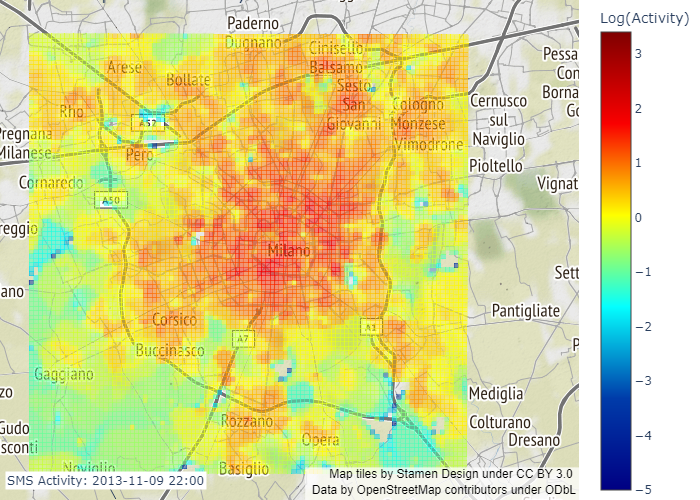 Paderno
Dugnano
Cinisello
Balsamo
Log(Activity)
Arese
Bollate
Sesto
San
Giovanni
Pessa
Con
Borna
Go
Rho
A52
Cologno
Monzese
Cernusco
sul
Naviglio
Pregnana
Milanese
Pero
Vimodrone
Pioltello
Cornaredo
A50
Vignat
reggio
Milano
Sett
ano
Pantigliate
Corsico
A7
A1
P
Buccinasco
Gaggiano
zo
Mediglia
Rozzano
Colturano
Gudo
sconti
Opera
Dresano
Noviglio
Basiglio
SMS Activity: 2013-11-09 22:00
Map tiles by Stamen Design under CC BY 3.0
Data by OpenStreetMap contributors under ODbL
3
2
1
0
−1
−2
−3
−4
−5